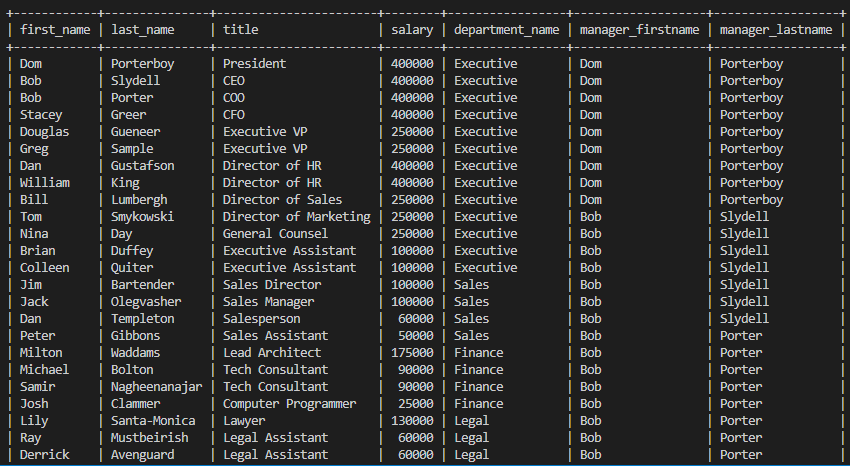 +------------+---------------+-----------------------+--------+-----------------+-------------------+------------------+
| first_name | last_name     | title                 | salary | department_name | manager_firstname | manager_lastname |
+------------+---------------+-----------------------+--------+-----------------+-------------------+------------------+
| Dom        | Porterboy     | President             | 400000 | Executive       | Dom               | Porterboy        |
| Bob        | Slydell       | CEO                   | 400000 | Executive       | Dom               | Porterboy        |
| Bob        | Porter        | COO                   | 400000 | Executive       | Dom               | Porterboy        |
| Stacey     | Greer         | CFO                   | 400000 | Executive       | Dom               | Porterboy        |
| Douglas    | Gueneer       | Executive VP          | 250000 | Executive       | Dom               | Porterboy        |
| Greg       | Sample        | Executive VP          | 250000 | Executive       | Dom               | Porterboy        |
| Dan        | Gustafson     | Director of HR        | 400000 | Executive       | Dom               | Porterboy        |
| William    | King          | Director of HR        | 400000 | Executive       | Dom               | Porterboy        |
| Bill       | Lumbergh      | Director of Sales     | 250000 | Executive       | Dom               | Porterboy        |
| Tom        | Smykowski     | Director of Marketing | 250000 | Executive       | Bob               | Slydell          |
| Nina       | Day           | General Counsel       | 250000 | Executive       | Bob               | Slydell          |
| Brian      | Duffey        | Executive Assistant   | 100000 | Executive       | Bob               | Slydell          |
| Colleen    | Quiter        | Executive Assistant   | 100000 | Executive       | Bob               | Slydell          |
| Jim        | Bartender     | Sales Director        | 100000 | Sales           | Bob               | Slydell          |
| Jack       | Olegvasher    | Sales Manager         | 100000 | Sales           | Bob               | Slydell          |
| Dan        | Templeton     | Salesperson           |  60000 | Sales           | Bob               | Slydell          |
| Peter      | Gibbons       | Sales Assistant       |  50000 | Sales           | Bob               | Porter           |
| Milton     | Waddams       | Lead Architect        | 175000 | Finance         | Bob               | Porter           |
| Michael    | Bolton        | Tech Consultant       |  90000 | Finance         | Bob               | Porter           |
| Samir      | Nagheenanajar | Tech Consultant       |  90000 | Finance         | Bob               | Porter           |
| Josh       | Clammer       | Computer Programmer   |  25000 | Finance         | Bob               | Porter           |
| Lily       | Santa-Monica  | Lawyer                | 130000 | Legal           | Bob               | Porter           |
| Ray        | Mustbeirish   | Legal Assistant       |  60000 | Legal           | Bob               | Porter           |
| Derrick    | Avenguard     | Legal Assistant       |  60000 | Legal           | Bob               | Porter           |